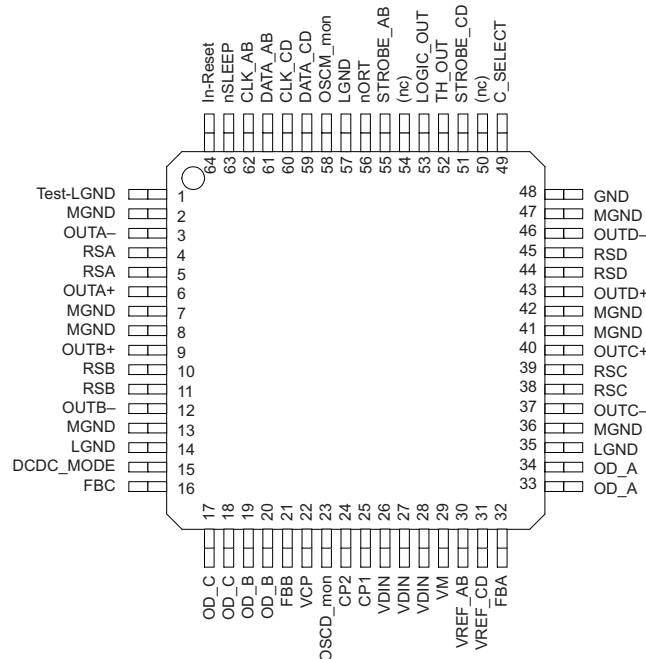 In-Reset
nSLEEP
CLK_AB
DATA_AB
CLK_CD
DATA_CD
OSCM_mon
LGND
nORT
STROBE_AB
(nc)
LOGIC_OUT
TH_OUT
STROBE_CD
(nc)
C_SELECT
64 63 62 61 60 59 58 57 56 55 54 53 52 51 50 49
Test-LGND 1 48 GND
MGND 2 47 MGND
OUTA– 3 46 OUTD–
RSA 4 45 RSD
RSA 5 44 RSD
OUTA+ 6 43 OUTD+
MGND 7 42 MGND
MGND 8 41 MGND
OUTB+ 9 40 OUTC+
RSB 10 39 RSC
RSB 11 38 RSC
OUTB– 12 37 OUTC–
MGND 13 36 MGND
LGND 14 35 LGND
DCDC_MODE 15 34 OD_A
FBC 16 33 OD_A
17 18 19 20 21 22 23 24 25 26 27 28 29 30 31 32
OD_C
OD_C
OD_B
OD_B
FBB
VCP
OSCD_mon
CP2
CP1
VDIN
VDIN
VDIN
VM
VREF_AB
VREF_CD
FBA